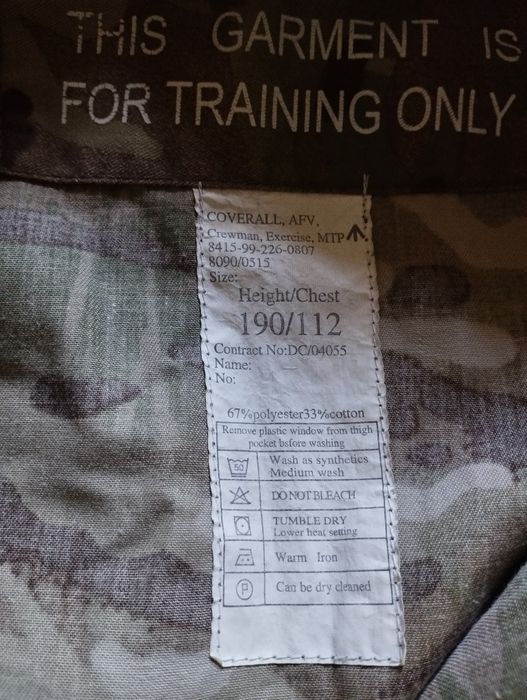 THIS GARMENT IS
FOR TRAINING ONLY
COVERALL, AFV,
Crewman, Exercise, MTP
8415-99-226-0807
8090/0515
Size:
Height/Chest
190/112
Contract No:DC/04055
Name:
No:
67%polyester33%cotton
Remove plastic window from thigh
pocket bsfore washing
50
Wash as synthetics
Medium wash
DO NOT BLEACH
TUMBLE DRY
Lower heat setting
Warm Iron
P
Can be dry cleaned